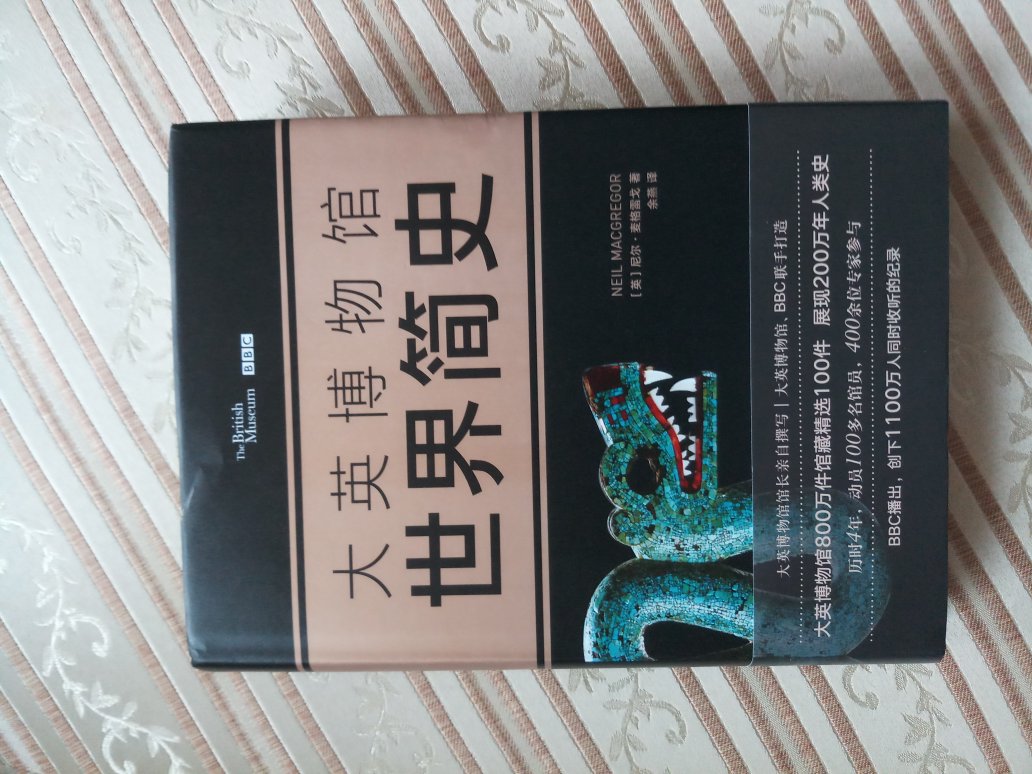 The British
Museum
BBC
大英博物馆
世界简史
NEIL MACGREGOR
[英]尼尔·麦格雷戈 著
余燕 译
大英博物馆馆长亲自撰写｜大英博物馆、BBC联手打造
大英博物馆800万件馆藏精选100件 展现200万年人类史
历时4年，动员100多名馆员，400余位专家参与
BBC播出，创下1100万人同时收听的纪录